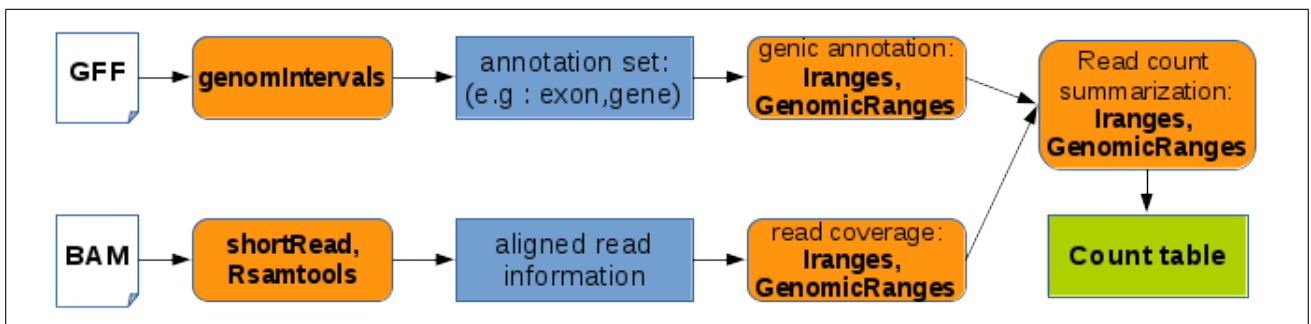 GFF
genomIntervals
annotation set:
(e.g : exon,gene)
genic annotation:
Iranges,
GenomicRanges
Read count
summarization:
Iranges,
GenomicRanges
BAM
shortRead,
Rsamtools
aligned read
information
read coverage:
Iranges,
GenomicRanges
Count table